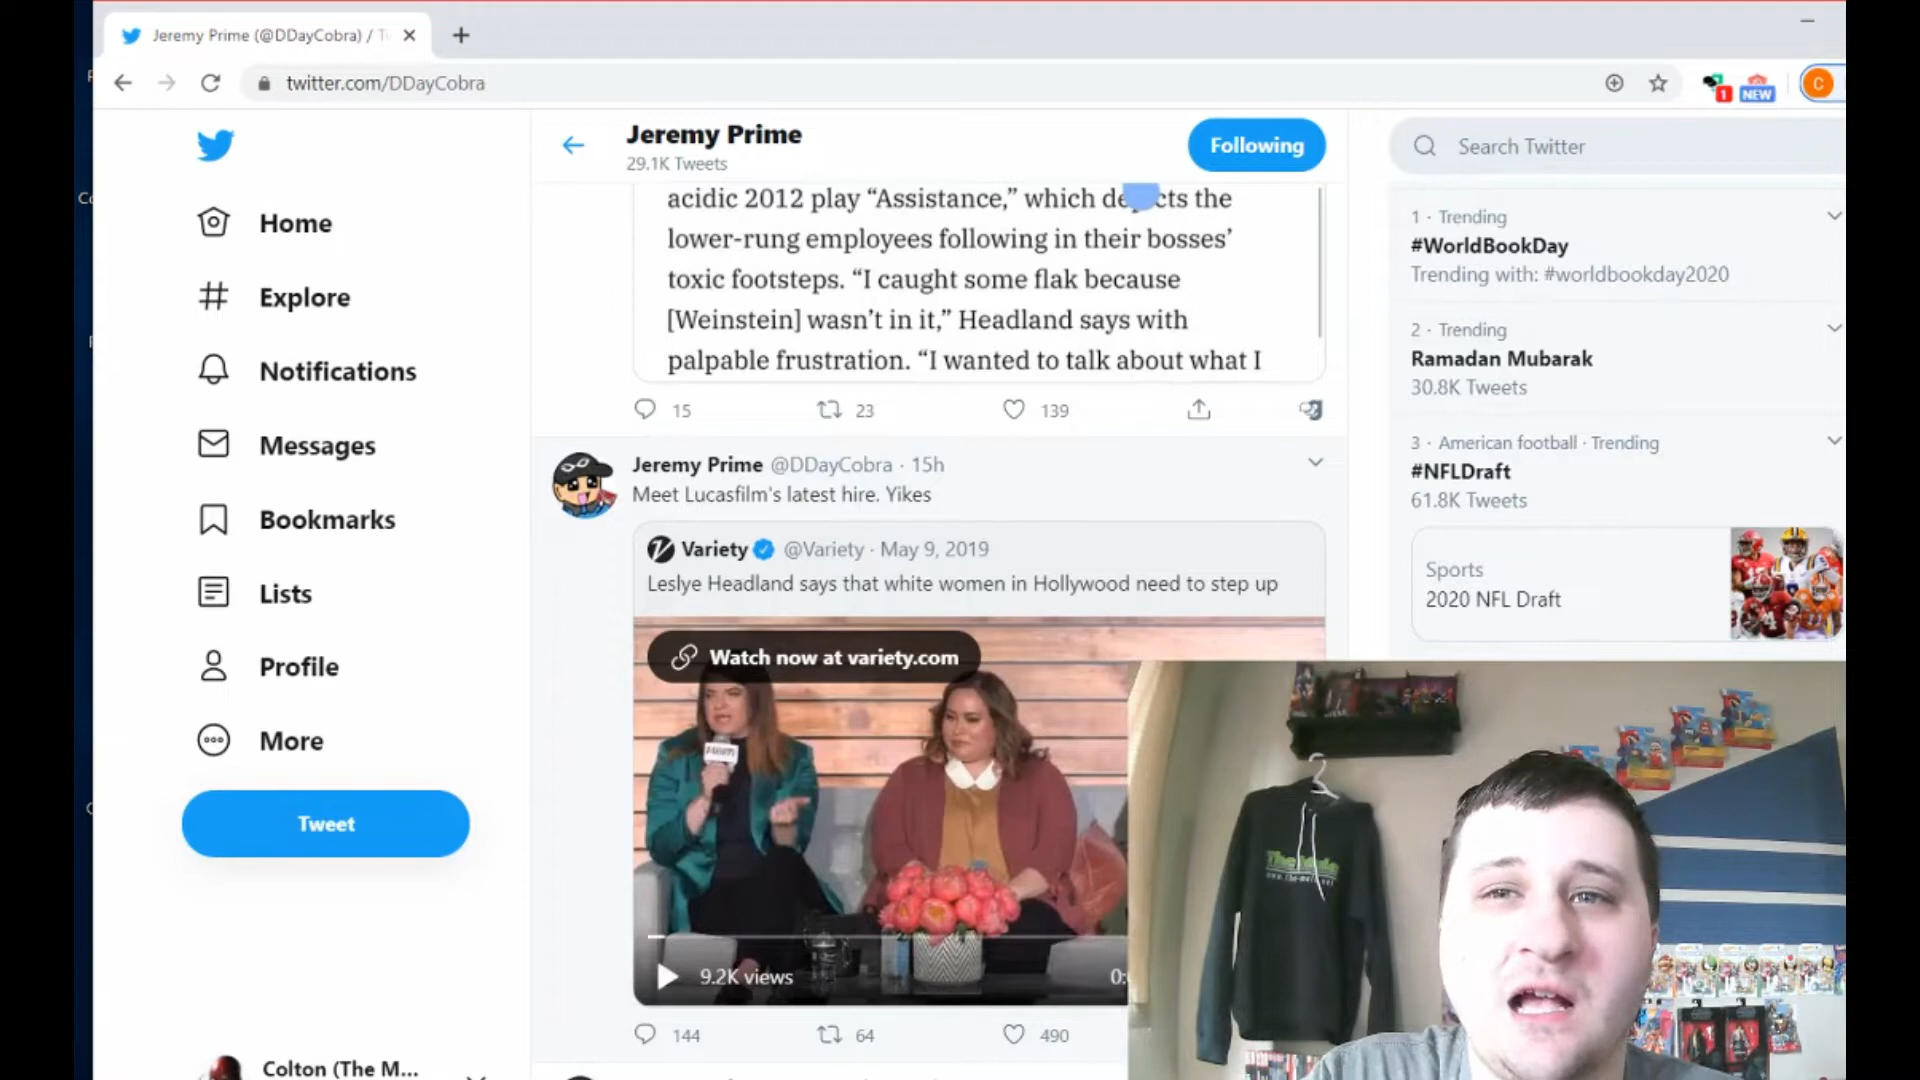 Jeremy Prime (@DDayCobra) / T
twitter.com/DDayCobra
1
NEW
C
Jeremy Prime
29.1K Tweets
Following
Search Twitter
Home
Explore
Notifications
Messages
Bookmarks
Lists
Profile
More
Tweet
Colton (The M...
acidic 2012 play “Assistance,” which depicts the
lower-rung employees following in their bosses’
toxic footsteps. “I caught some flak because
[Weinstein] wasn’t in it,” Headland says with
palpable frustration. “I wanted to talk about what I
15 23 139
Jeremy Prime @DDayCobra · 15h
Meet Lucasfilm's latest hire. Yikes
Variety @Variety · May 9, 2019
Leslye Headland says that white women in Hollywood need to step up
Watch now at variety.com
VARIETY
9.2K views
0:
144 64 490
1 · Trending
#WorldBookDay
Trending with: #worldbookday2020
2 · Trending
Ramadan Mubarak
30.8K Tweets
3 · American football · Trending
#NFLDraft
61.8K Tweets
Sports
2020 NFL Draft